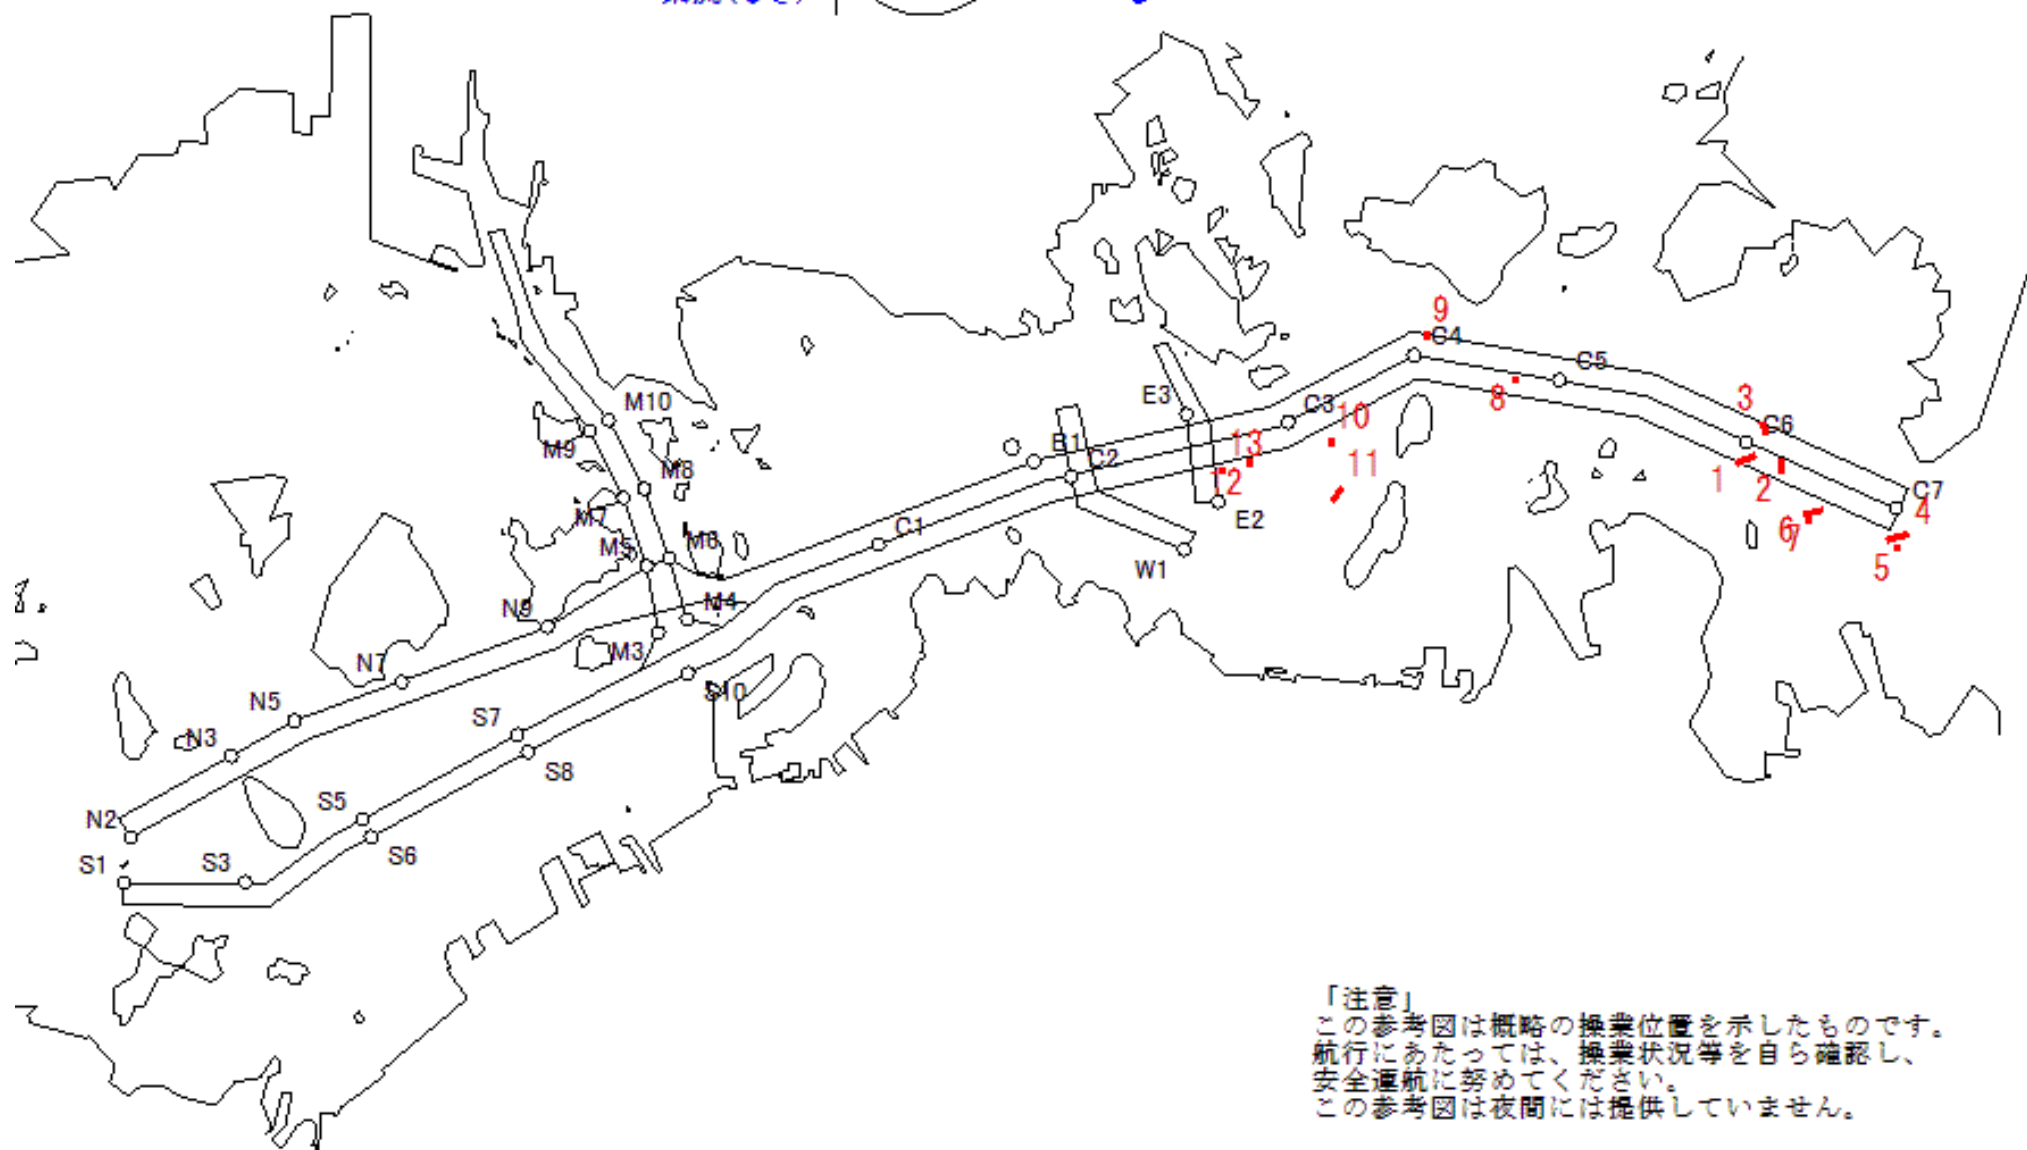 9
C4
C5
8
3
C6
1
2
C7
4
6
7
5
E3
C3
10
B1
13
11
C2
12
E2
W1
C1
M10
M9
M8
M7
M5
M6
M4
M3
N9
N7
N5
N3
N2
S10
S7
S8
S5
S6
S3
S1
「注意」
この参考図は概略の操業位置を示したものです。
航行にあたっては、操業状況等を自ら確認し、
安全運航に努めてください。
この参考図は夜間には提供していません。